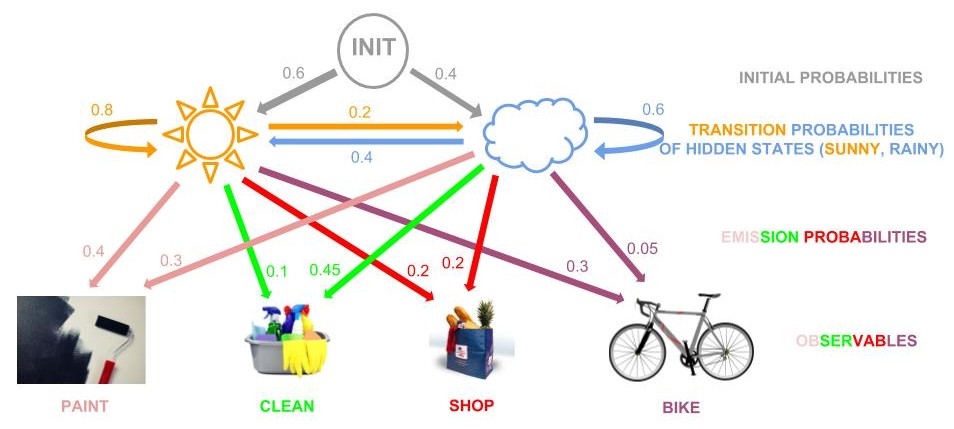 INIT
0.6
0.4
INITIAL PROBABILITIES
0.8
0.2
0.6
TRANSITION PROBABILITIES
OF HIDDEN STATES (SUNNY, RAINY)
0.4
EMISSION PROBABILITIES
0.4
0.3
0.1
0.45
0.2
0.2
0.3
0.05
OBSERVABLES
PAINT
CLEAN
SHOP
BIKE